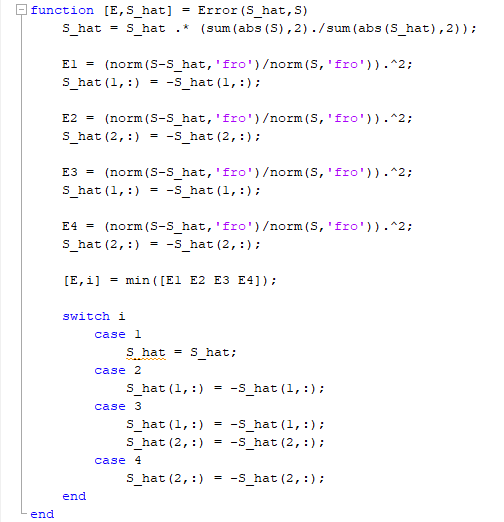 function [E,S_hat] = Error(S_hat,S)
S_hat = S_hat .* (sum(abs(S),2)./sum(abs(S_hat),2));
E1 = (norm(S-S_hat,'fro')/norm(S,'fro')).^2;
S_hat(1,:) = -S_hat(1,:);
E2 = (norm(S-S_hat,'fro')/norm(S,'fro')).^2;
S_hat(2,:) = -S_hat(2,:);
E3 = (norm(S-S_hat,'fro')/norm(S,'fro')).^2;
S_hat(1,:) = -S_hat(1,:);
E4 = (norm(S-S_hat,'fro')/norm(S,'fro')).^2;
S_hat(2,:) = -S_hat(2,:);
[E,i] = min([E1 E2 E3 E4]);
switch i
case 1
S_hat = S_hat;
case 2
S_hat(1,:) = -S_hat(1,:);
case 3
S_hat(1,:) = -S_hat(1,:);
S_hat(2,:) = -S_hat(2,:);
case 4
S_hat(2,:) = -S_hat(2,:);
end
end